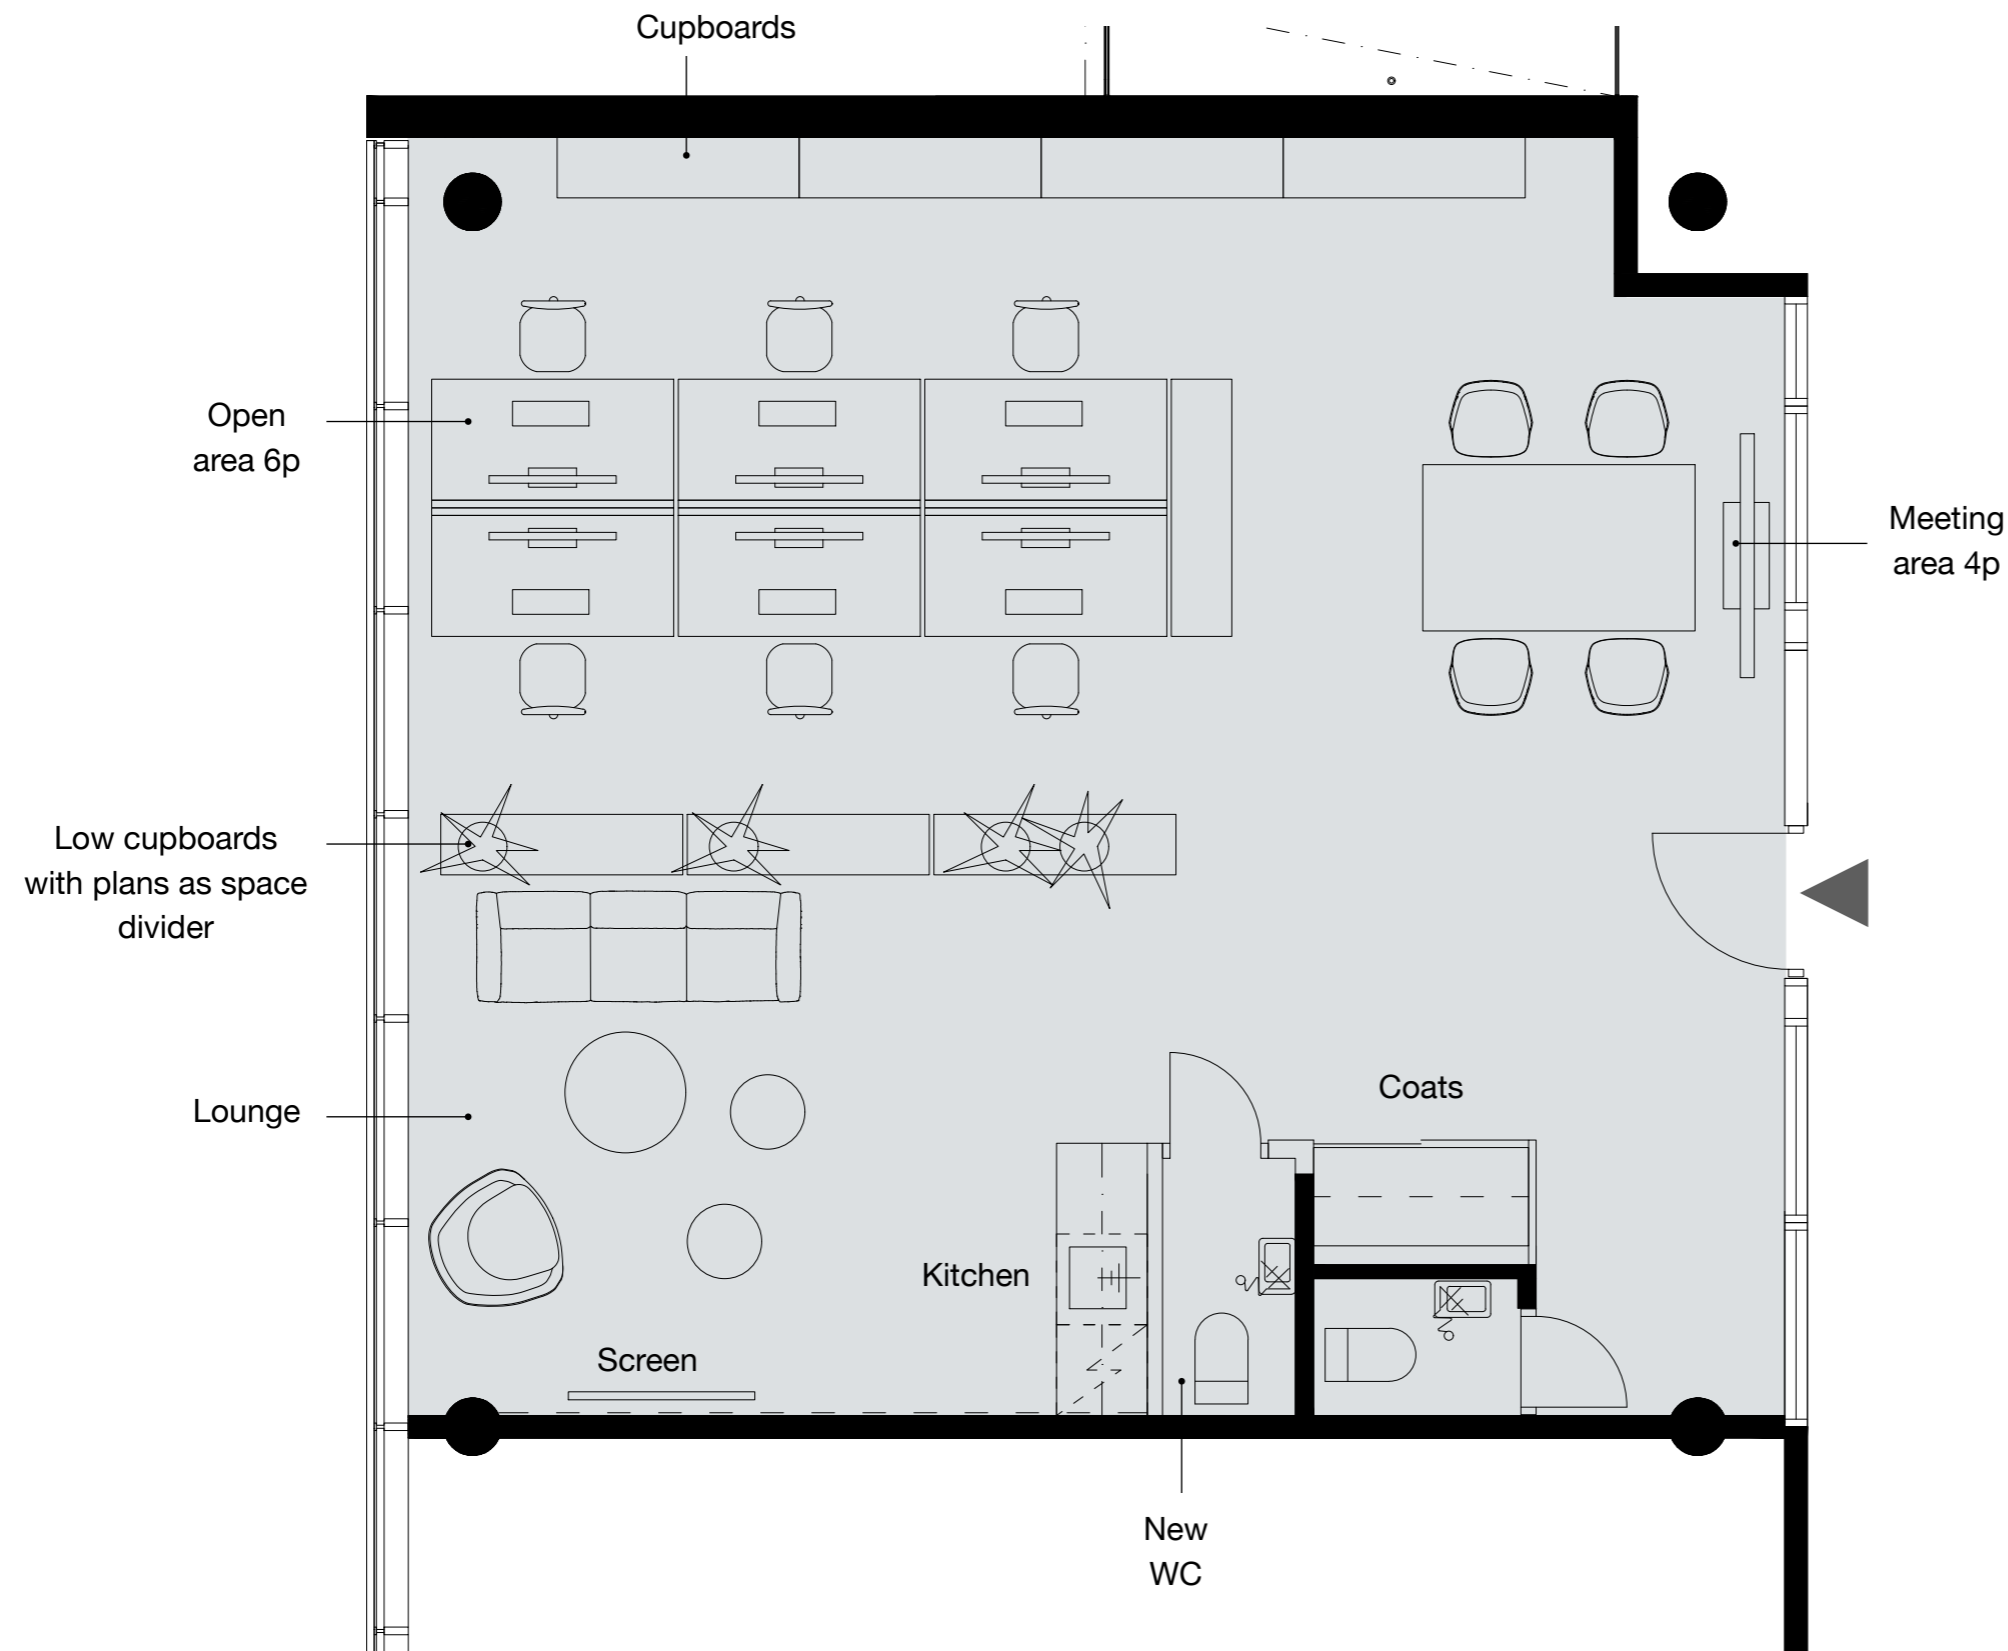 Cupboards
Open
area 6p
Meeting
area 4p
Low cupboards
with plans as space
divider
Lounge
Coats
Kitchen
Screen
New
WC